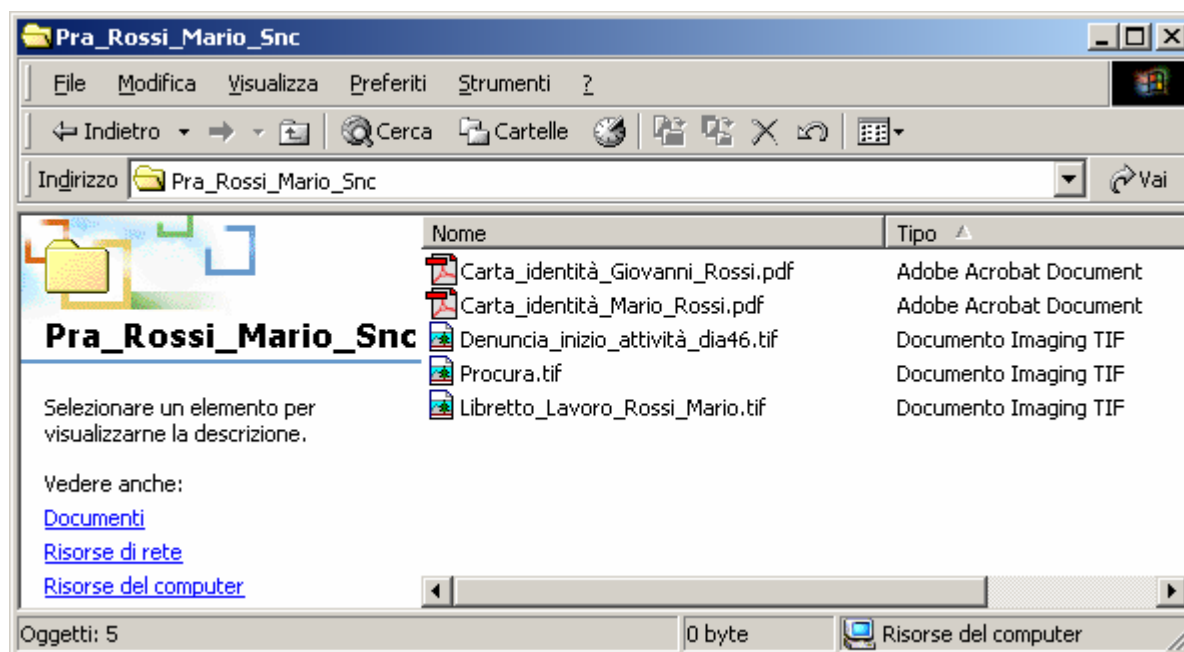 Pra_Rossi_Mario_Snc
File Modifica Visualizza Preferiti Strumenti ?
Indietro Cerca Cartelle
Indirizzo Pra_Rossi_Mario_Snc Vai
Pra_Rossi_Mario_Snc
Selezionare un elemento per
visualizzarne la descrizione.
Vedere anche:
Documenti
Risorse di rete
Risorse del computer
Nome Tipo
Carta_identità_Giovanni_Rossi.pdf Adobe Acrobat Document
Carta_identità_Mario_Rossi.pdf Adobe Acrobat Document
Denuncia_inizio_attività_dia46.tif Documento Imaging TIF
Procura.tif Documento Imaging TIF
Libretto_Lavoro_Rossi_Mario.tif Documento Imaging TIF
Oggetti: 5 0 byte Risorse del computer